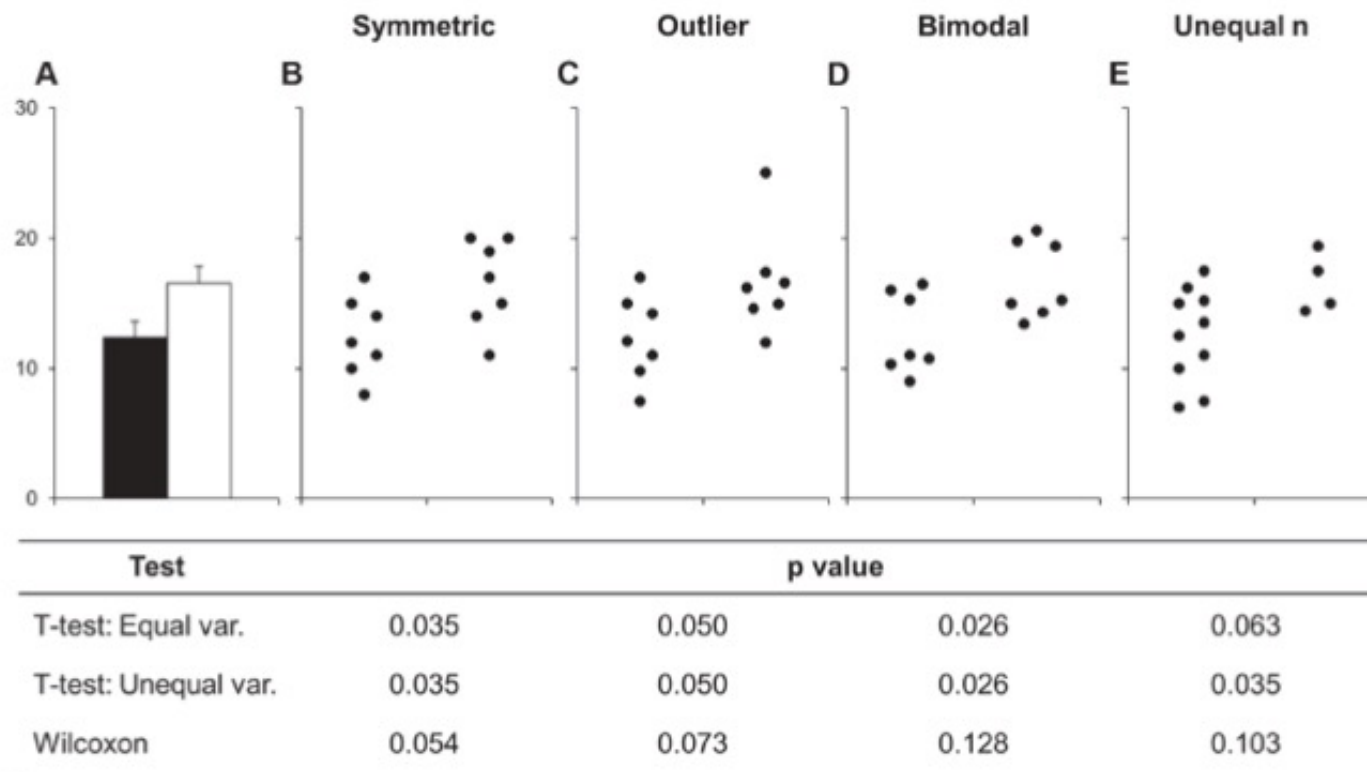 Symmetric Outlier Bimodal Unequal n
A B C D E
30
20
10
0
Test p value
T-test: Equal var. 0.035 0.050 0.026 0.063
T-test: Unequal var. 0.035 0.050 0.026 0.035
Wilcoxon 0.054 0.073 0.128 0.103